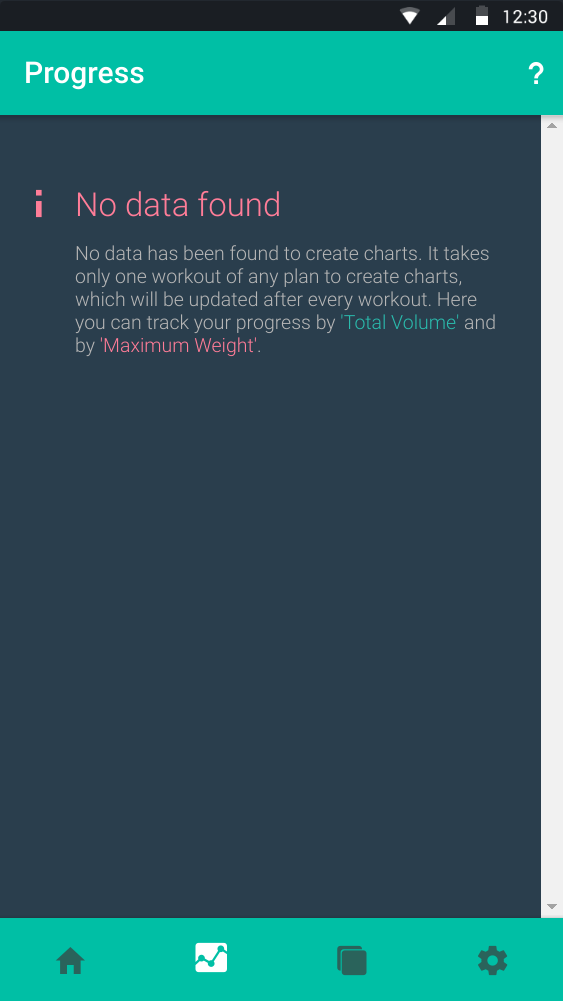 12:30
Progress
?
No data found
No data has been found to create charts. It takes
only one workout of any plan to create charts,
which will be updated after every workout. Here
you can track your progress by 'Total Volume' and
by 'Maximum Weight'.